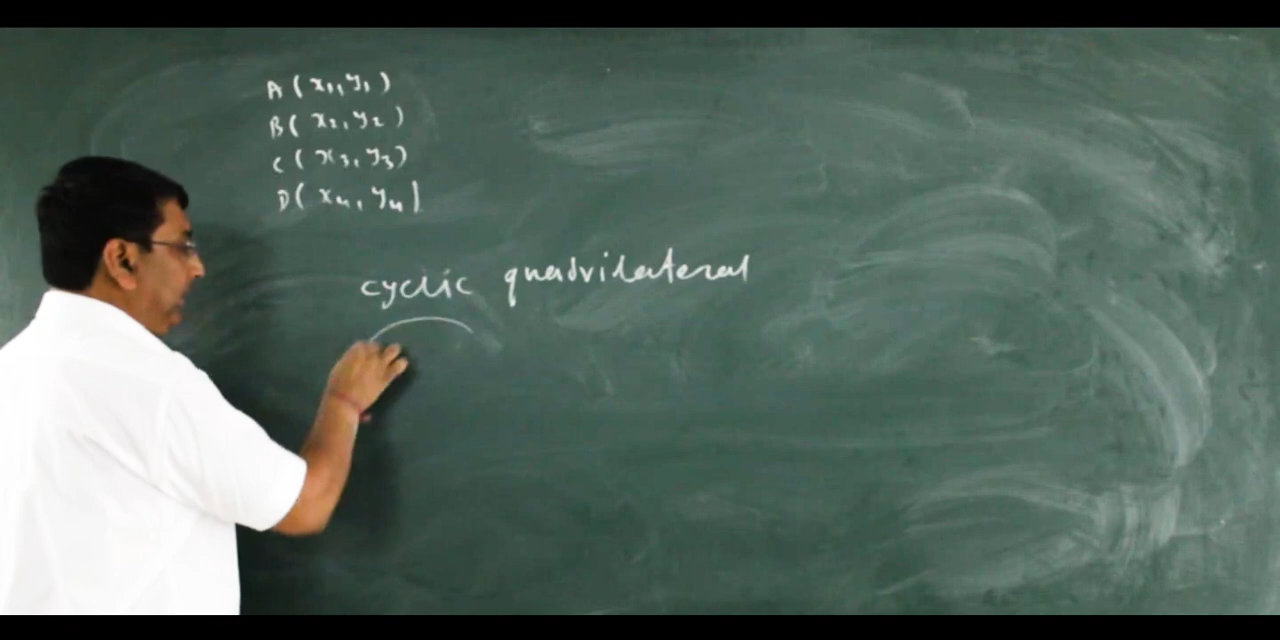 A ( x1, y1 )
B ( x2, y2 )
C ( x3, y3 )
D ( x4, y4 )
cyclic quadrilateral